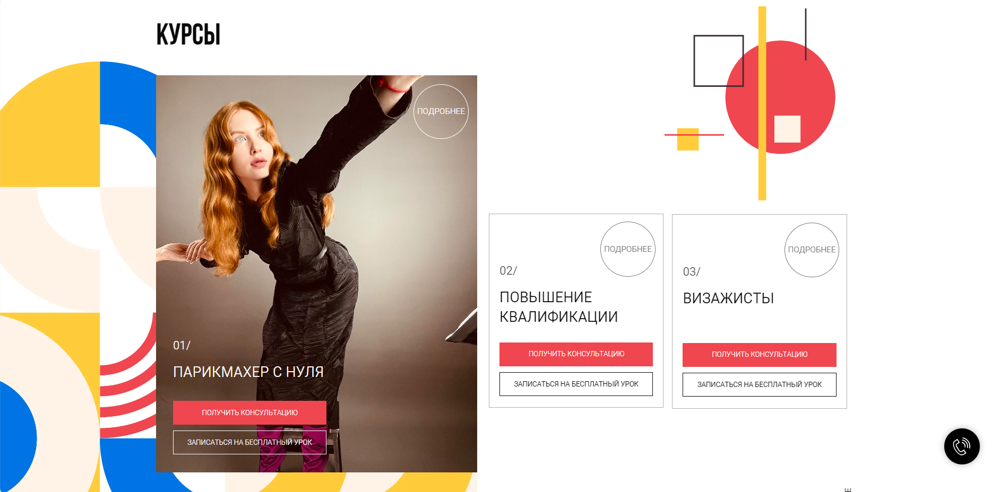 КУРСЫ
ПОДРОБНЕЕ
01/
ПАРИКМАХЕР С НУЛЯ
ПОЛУЧИТЬ КОНСУЛЬТАЦИЮ
ЗАПИСАТЬСЯ НА БЕСПЛАТНЫЙ УРОК
ПОДРОБНЕЕ
02/
ПОВЫШЕНИЕ
КВАЛИФИКАЦИИ
ПОЛУЧИТЬ КОНСУЛЬТАЦИЮ
ЗАПИСАТЬСЯ НА БЕСПЛАТНЫЙ УРОК
ПОДРОБНЕЕ
03/
ВИЗАЖИСТЫ
ПОЛУЧИТЬ КОНСУЛЬТАЦИЮ
ЗАПИСАТЬСЯ НА БЕСПЛАТНЫЙ УРОК
Е